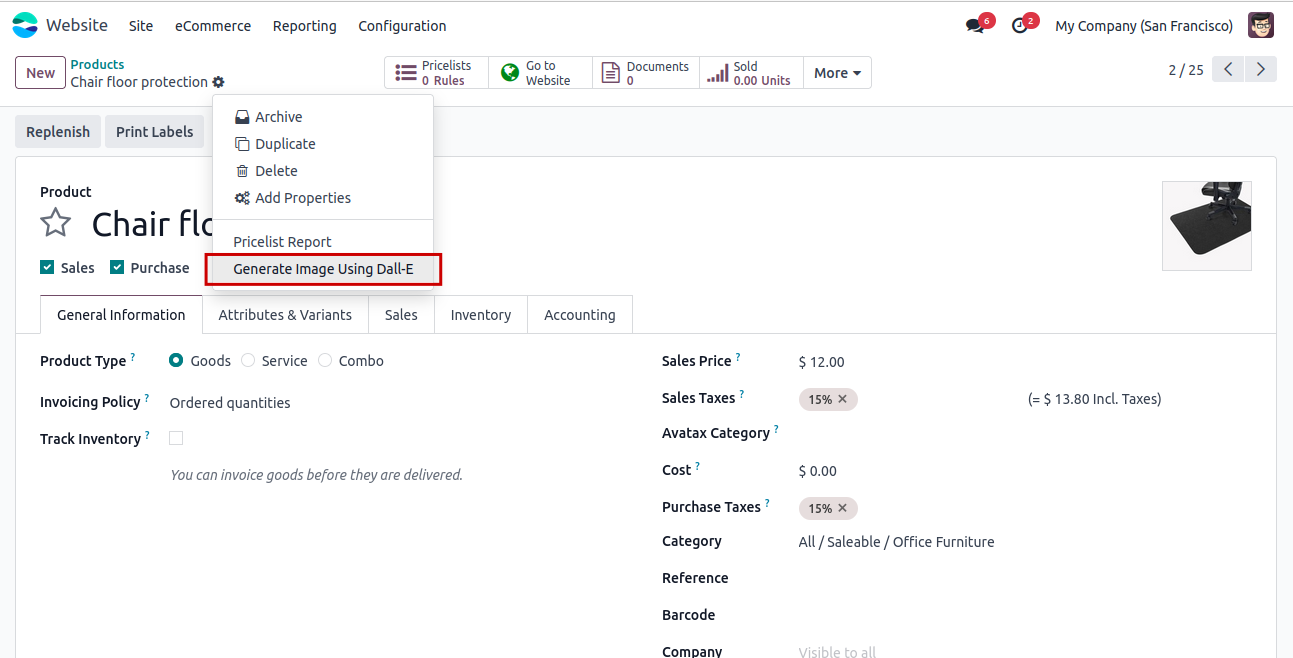 Website Site eCommerce Reporting Configuration 6 2 My Company (San Francisco)
New Products Chair floor protection
Pricelists 0 Rules
Go to Website
Documents 0
Sold 0.00 Units
More
2 / 25
Replenish Print Labels
Archive
Duplicate
Delete
Add Properties
Pricelist Report
Generate Image Using Dall-E
Product
Chair flo
Sales Purchase
General Information Attributes & Variants Sales Inventory Accounting
Product Type ? Goods Service Combo
Invoicing Policy ? Ordered quantities
Track Inventory ?
You can invoice goods before they are delivered.
Sales Price ? $ 12.00
Sales Taxes ? 15% × (= $ 13.80 Incl. Taxes)
Avatax Category ?
Cost ? $ 0.00
Purchase Taxes ? 15% ×
Category All / Saleable / Office Furniture
Reference
Barcode
Company Visible to all